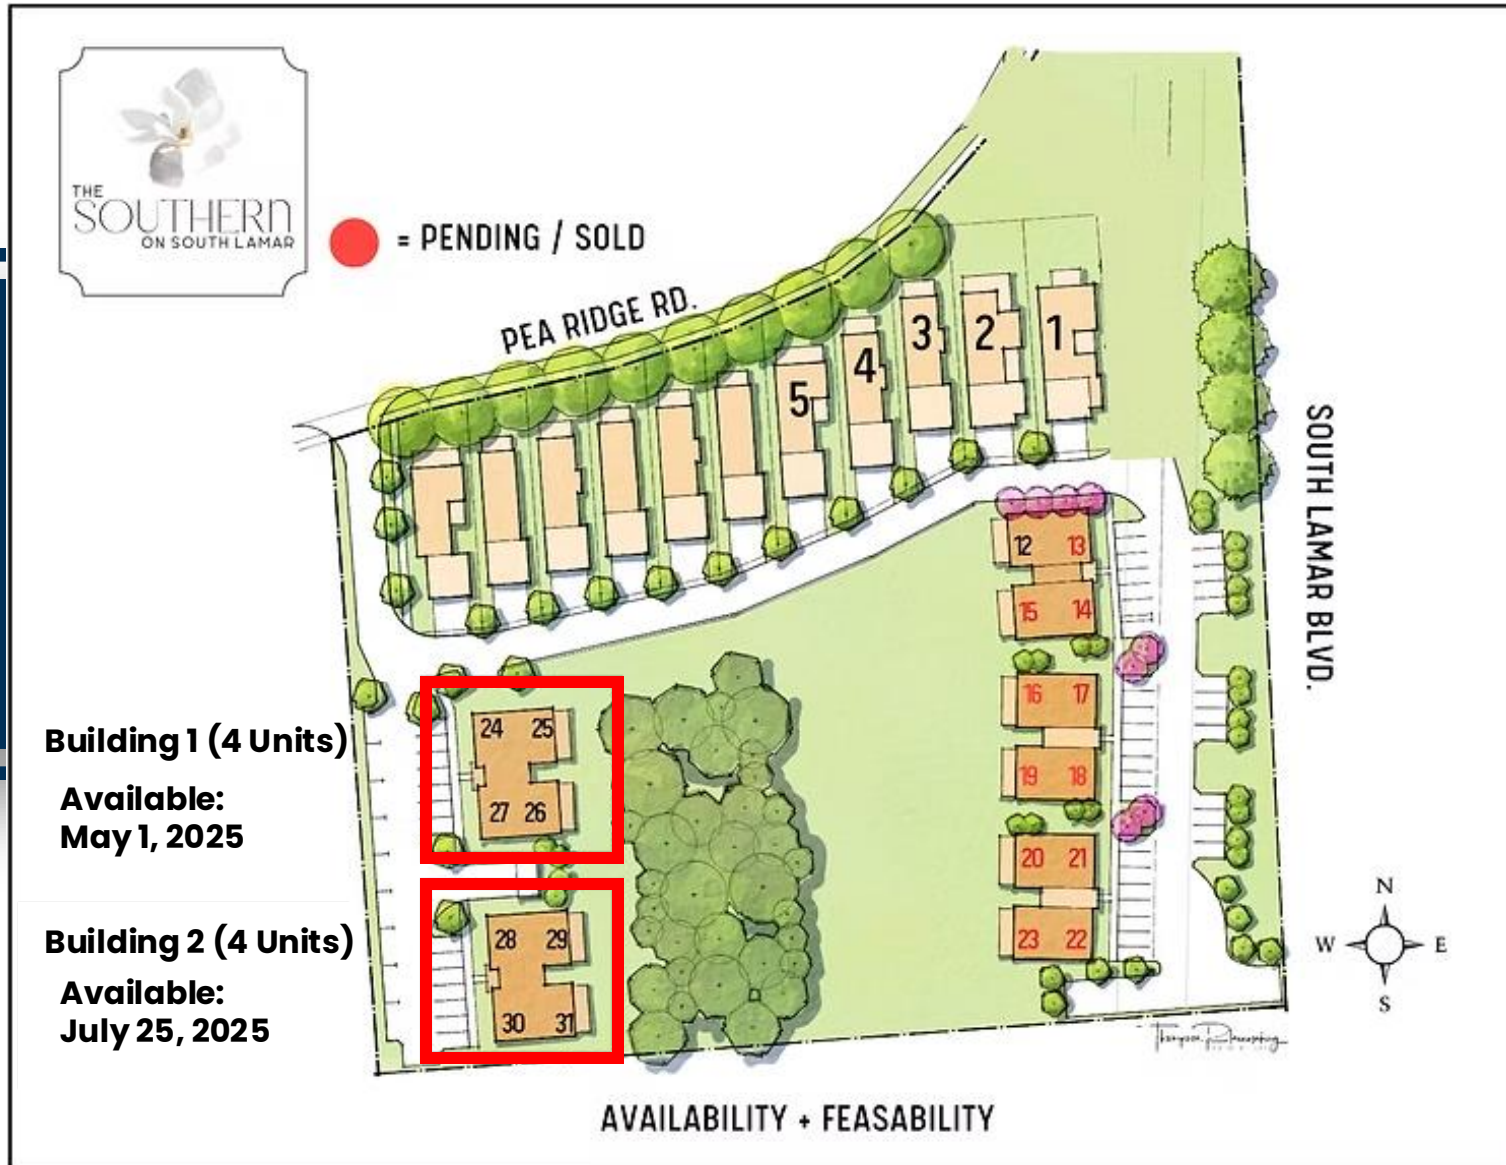 THE
SOUTHERN
ON SOUTH LAMAR
= PENDING / SOLD
PEA RIDGE RD.
5 4 3 2 1
SOUTH LAMAR BLVD.
12 13
15 14
16 17
19 18
20 21
23 22
24 25
27 26
28 29
30 31
Building 1 (4 Units)
Available:
May 1, 2025
Building 2 (4 Units)
Available:
July 25, 2025
N
W E
S
AVAILABILITY + FEASABILITY